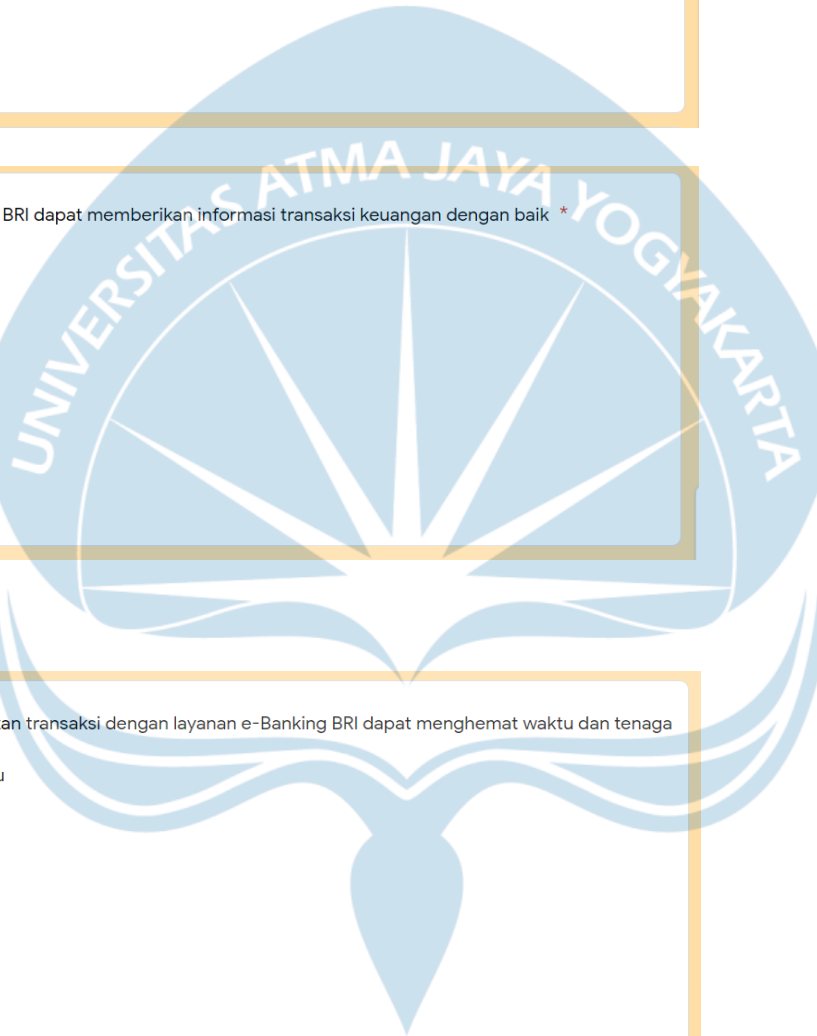 UNIVERSITAS ATMA JAYA YOGYAKARTA
BRI dapat memberikan informasi transaksi keuangan dengan baik *
an transaksi dengan layanan e-Banking BRI dapat menghemat waktu dan tenaga
u